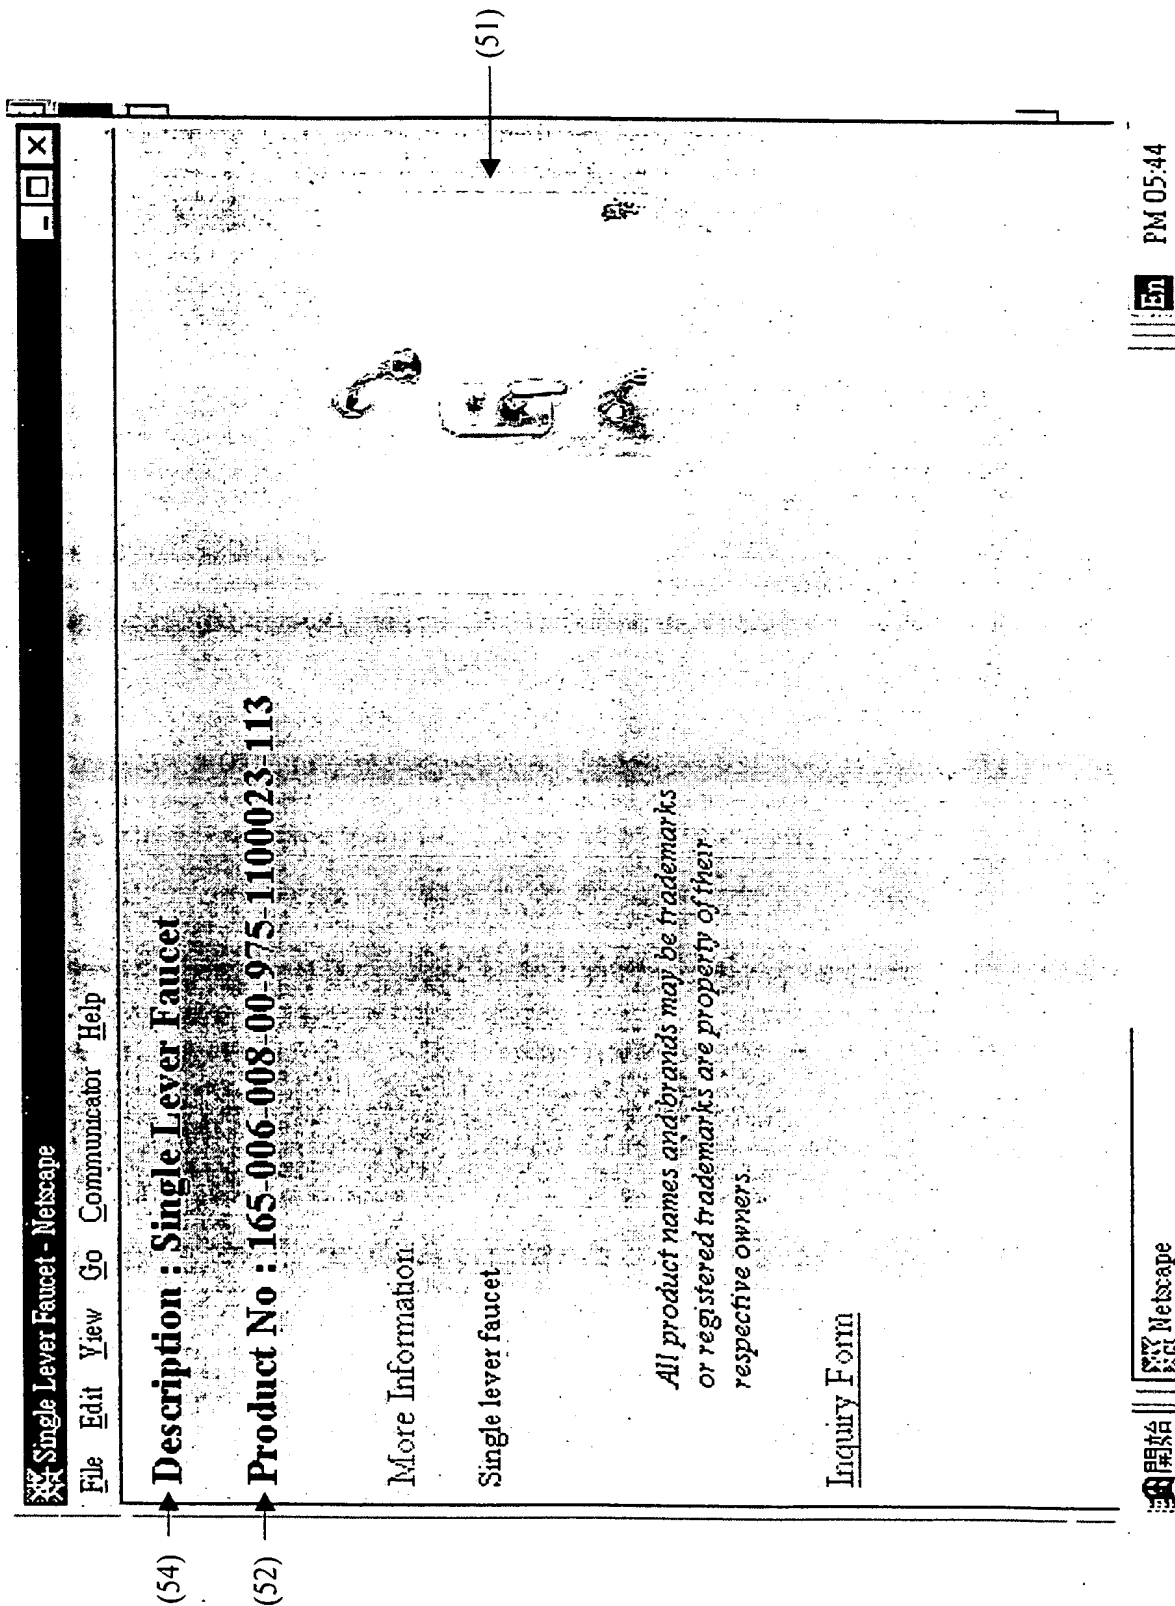 Single Lever Faucet - Netscape
File Edit View Go Communicator Help
(54) Description : Single Lever Faucet
(52) Product No : 165-006-008-00-975-1100023-113
(51)
More Information:
Single lever faucet
All product names and brands may be trademarks
or registered trademarks are property of their
respective owners.
Inquiry Form
開始 Netscape En PM 05:44